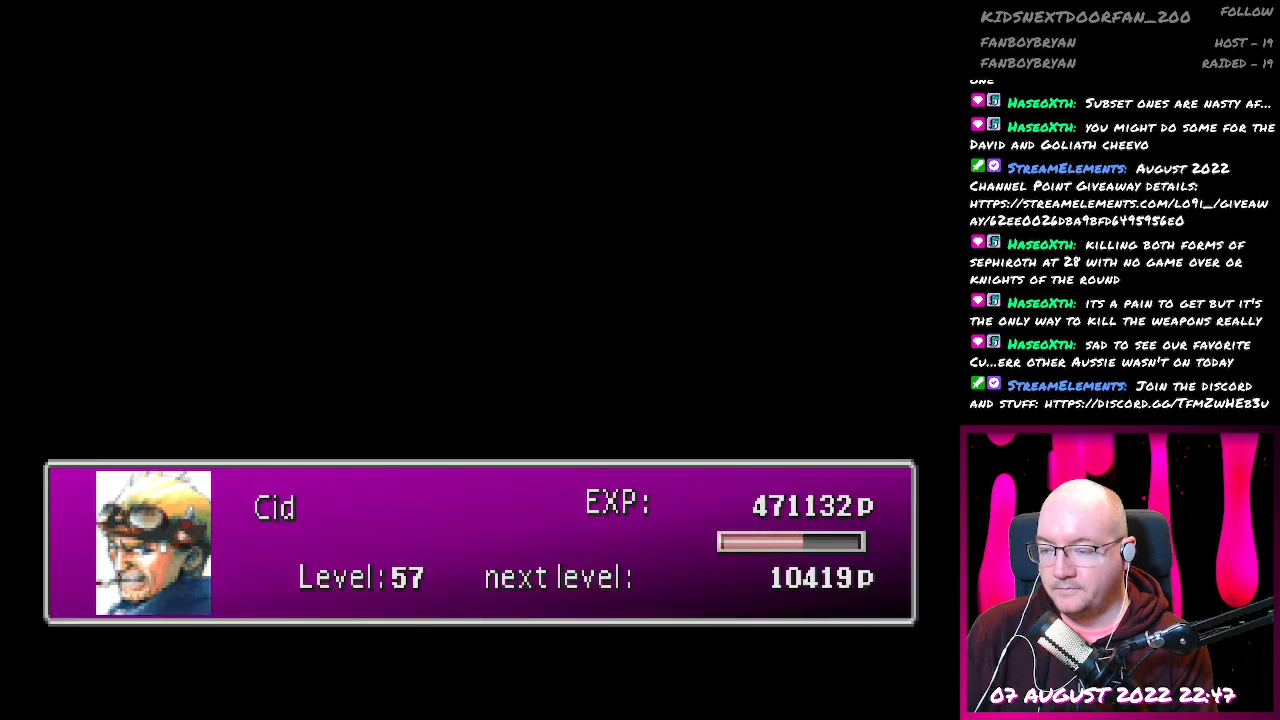 KIDSNEXTDOORFAN_200 FOLLOW
FANBOYBRYAN HOST - 19
FANBOYBRYAN RAIDED - 19
ONE
HASEOXTH: SUBSET ONES ARE NASTY AF...
HASEOXTH: YOU MIGHT DO SOME FOR THE
DAVID AND GOLIATH CHEEVO
STREAMELEMENTS: AUGUST 2022
CHANNEL POINT GIVEAWAY DETAILS:
HTTPS://STREAMELEMENTS.COM/LO9I_/GIVEAW
AY/62EE0026DBA9BFD6495956E0
HASEOXTH: KILLING BOTH FORMS OF
SEPHIROTH AT 28 WITH NO GAME OVER OR
KNIGHTS OF THE ROUND
HASEOXTH: ITS A PAIN TO GET BUT IT'S
THE ONLY WAY TO KILL THE WEAPONS REALLY
HASEOXTH: SAD TO SEE OUR FAVORITE
CU...ERR OTHER AUSSIE WASN'T ON TODAY
STREAMELEMENTS: JOIN THE DISCORD
AND STUFF: HTTPS://DISCORD.GG/TFMZWHEB3U
Cid EXP: 471132p
Level: 57 next level: 10419p
07 AUGUST 2022 22:47